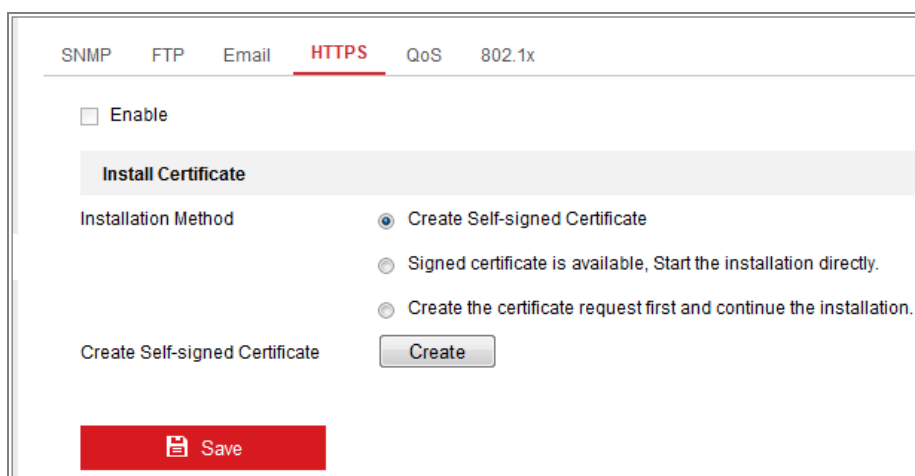 SNMP FTP Email HTTPS QoS 802.1x
Enable
Install Certificate
Installation Method Create Self-signed Certificate
Signed certificate is available, Start the installation directly.
Create the certificate request first and continue the installation.
Create Self-signed Certificate Create
Save